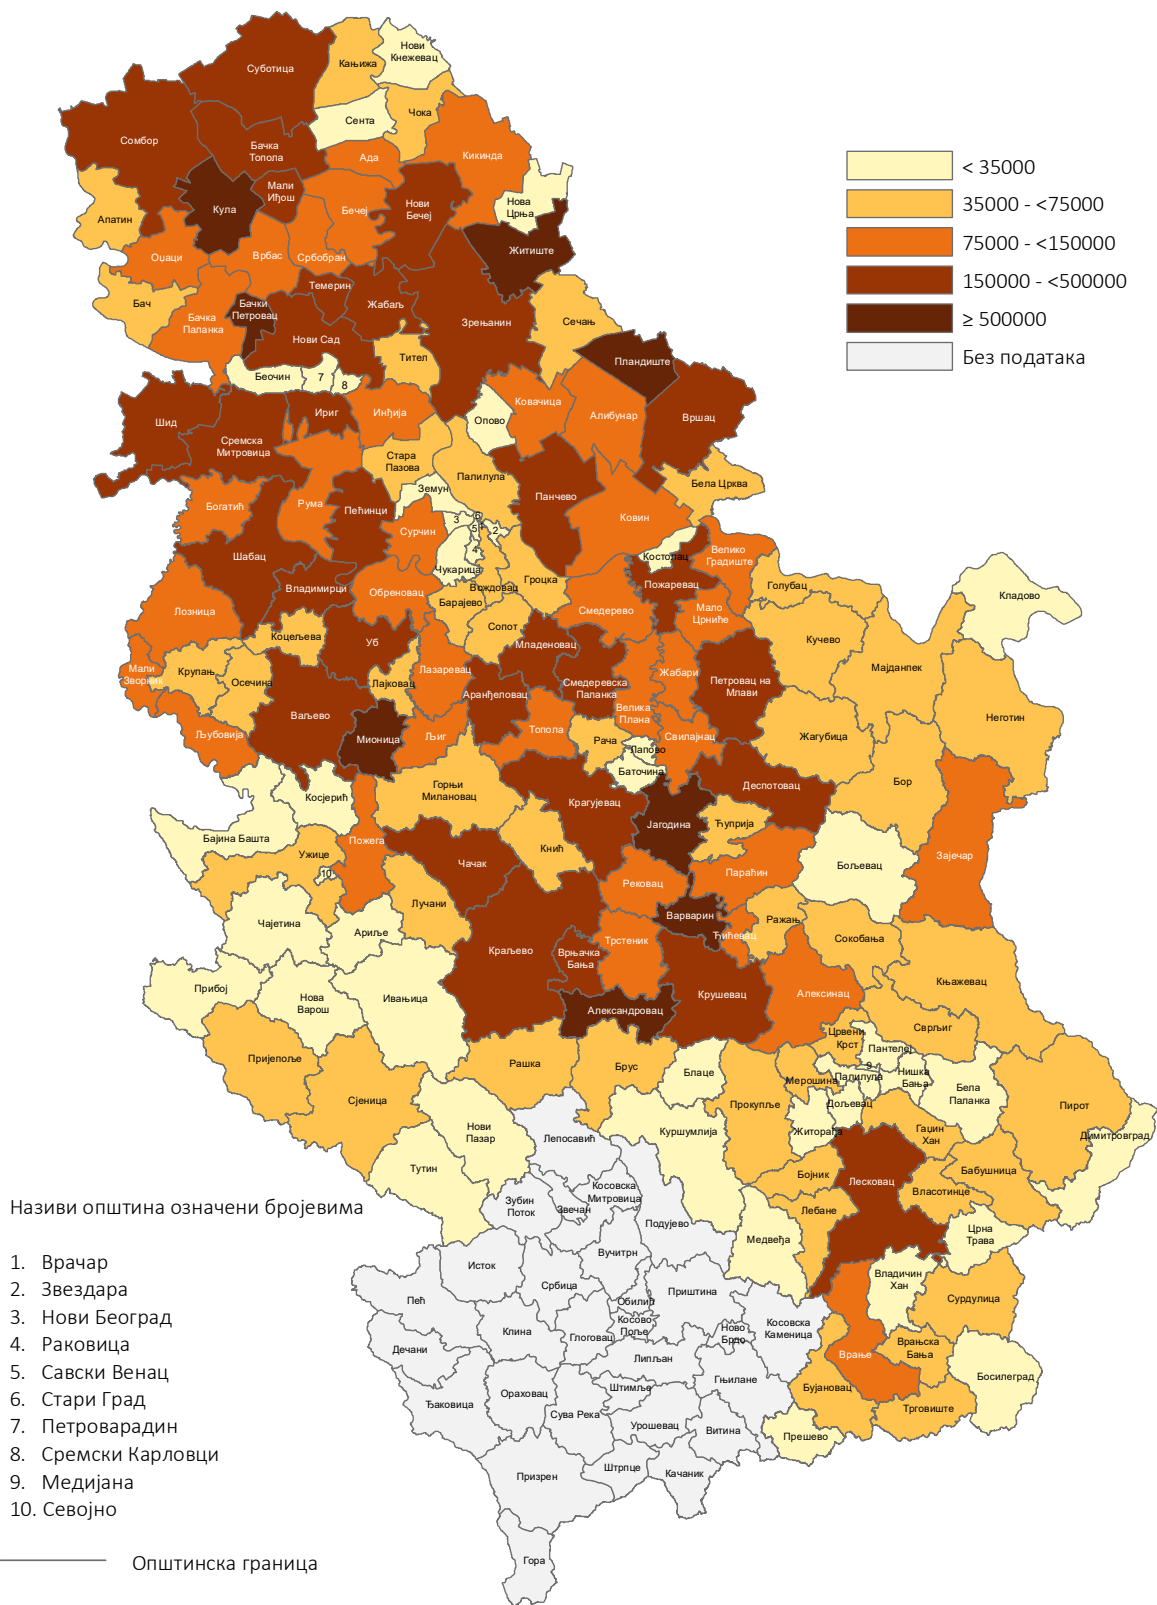 Суботица
Кањижа
Нови
Кнежевац
Сента
Чока
Сомбор
Бачка
Топола
Ада
Кикинда
Мали
Иђош
Кула
Апатин
Бечеј
Нови
Бечеј
Нова
Црња
Житиште
Оџаци
Врбас
Србобран
Темерин
Бач
Бачка
Паланка
Бачки
Петровац
Жабаљ
Зрењанин
Сечањ
Нови Сад
Тител
Беочин
7
8
Пландиште
Шид
Ириг
Инђија
Опово
Ковачица
Алибунар
Вршац
Сремска
Митровица
Стара
Пазова
Палилула
Бела Црква
Богатић
Рума
Пећинци
Земун
Панчево
Ковин
Сурчин
3
6
5
1
2
4
Шабац
Чукарица
Костолац
Велико
Градиште
Владимирци
Обреновац
Вождовац
Гроцка
Пожаревац
Голубац
Кладово
Лозница
Барајево
Сопот
Смедерево
Мало
Црниће
Коцељева
Уб
Младеновац
Кучево
Мајданпек
Мали
Зворник
Крупањ
Осечина
Лајковац
Лазаревац
Аранђеловац
Смедеревска
Паланка
Жабари
Петровац на
Млави
Неготин
Ваљево
Мионица
Љубовија
Љиг
Топола
Велика
Плана
Рача
Свилајнац
Лапово
Баточина
Жагубица
Бор
Косјерић
Горњи
Милановац
Крагујевац
Деспотовац
Јагодина
Ћуприја
Бајина Башта
Ужице
Пожега
Чачак
Кнић
Зајечар
Бољевац
10
Рековац
Параћин
Лучани
Варварин
Ражањ
Чајетина
Ариље
Трстеник
Ћићевац
Сокобања
Краљево
Врњачка
Бања
Књажевац
Прибој
Нова
Варош
Ивањица
Крушевац
Алексинац
Александровац
Сврљиг
Црвени
Крст
Пантелеј
Пријепоље
Рашка
Брус
Блаце
9
Мерошина
Палилула
Нишка
Бања
Бела
Паланка
Сјеница
Прокупље
Дољевац
Пирот
Нови
Пазар
Куршумлија
Житорађа
Гаџин
Хан
Димитровград
Лепосавић
Тутин
Бојник
Лесковац
Бабушница
Косовска
Митровица
Зубин
Поток
Звечан
Лебане
Власотинце
Подујево
Медвеђа
Црна
Трава
Вучитрн
Исток
Србица
Владичин
Хан
Пећ
Обилић
Приштина
Сурдулица
Косово
Поље
Ново
Брдо
Косовска
Каменица
Клина
Глоговац
Дечани
Липљан
Врање
Врањска
Бања
Босилеград
Гњилане
Ђаковица
Ораховац
Штимље
Бујановац
Сува Река
Трговиште
Урошевац
Витина
Прешево
Призрен
Штрпце
Качаник
Гора
< 35000
35000 - <75000
75000 - <150000
150000 - <500000
≥ 500000
Без података
Називи општина означени бројевима
1. Врачар
2. Звездара
3. Нови Београд
4. Раковица
5. Савски Венац
6. Стари Град
7. Петроварадин
8. Сремски Карловци
9. Медијана
10. Севојно
Општинска граница